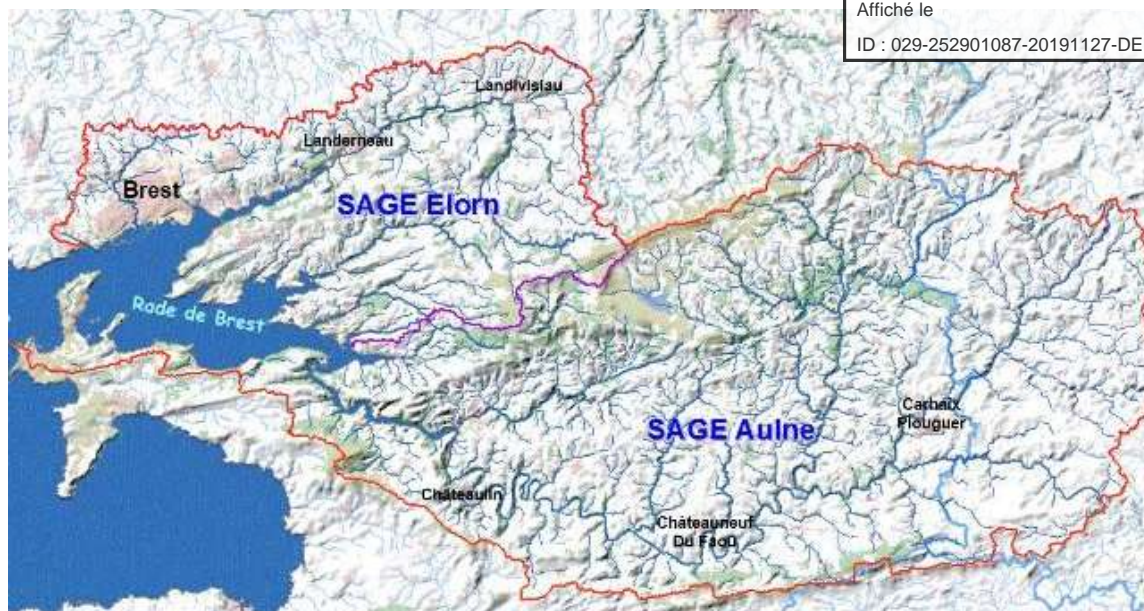 Affiché le
ID : 029-252901087-20191127-DE
Landivisiau
Landerneau
Brest
SAGE Elorn
Rade de Brest
Carhaix
Plouguer
SAGE Aulne
Châteaulin
Châteauneuf
Du Faou